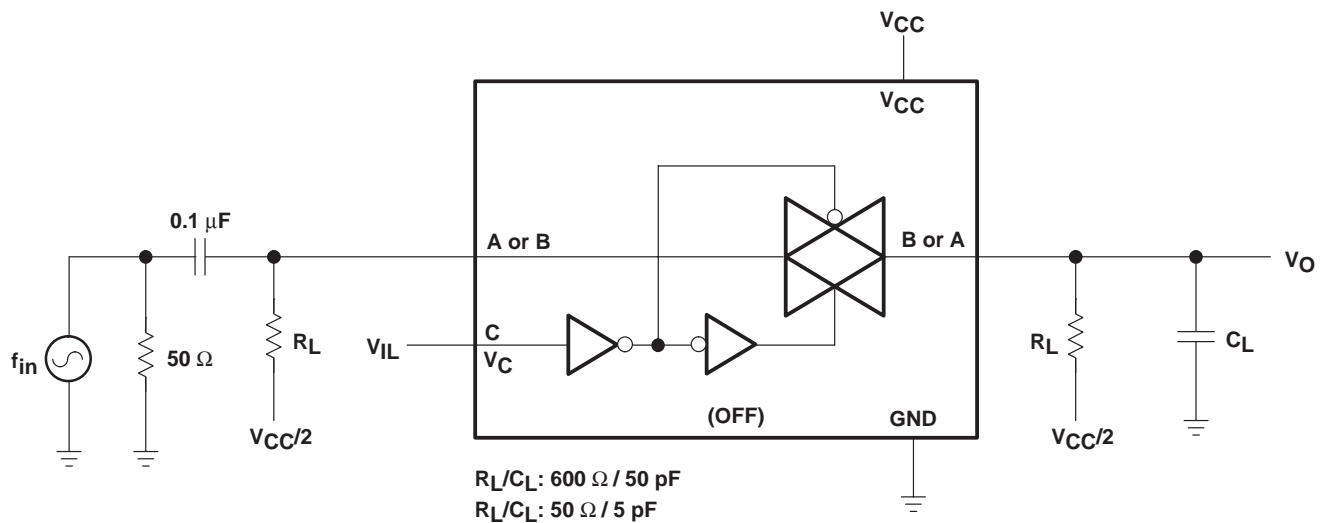 VCC
VCC
0.1 μF
A or B
B or A
VO
fin
50 Ω
RL
VIL
C
VC
RL
CL
VCC/2
(OFF)
GND
VCC/2
RL/CL: 600 Ω / 50 pF
RL/CL: 50 Ω / 5 pF